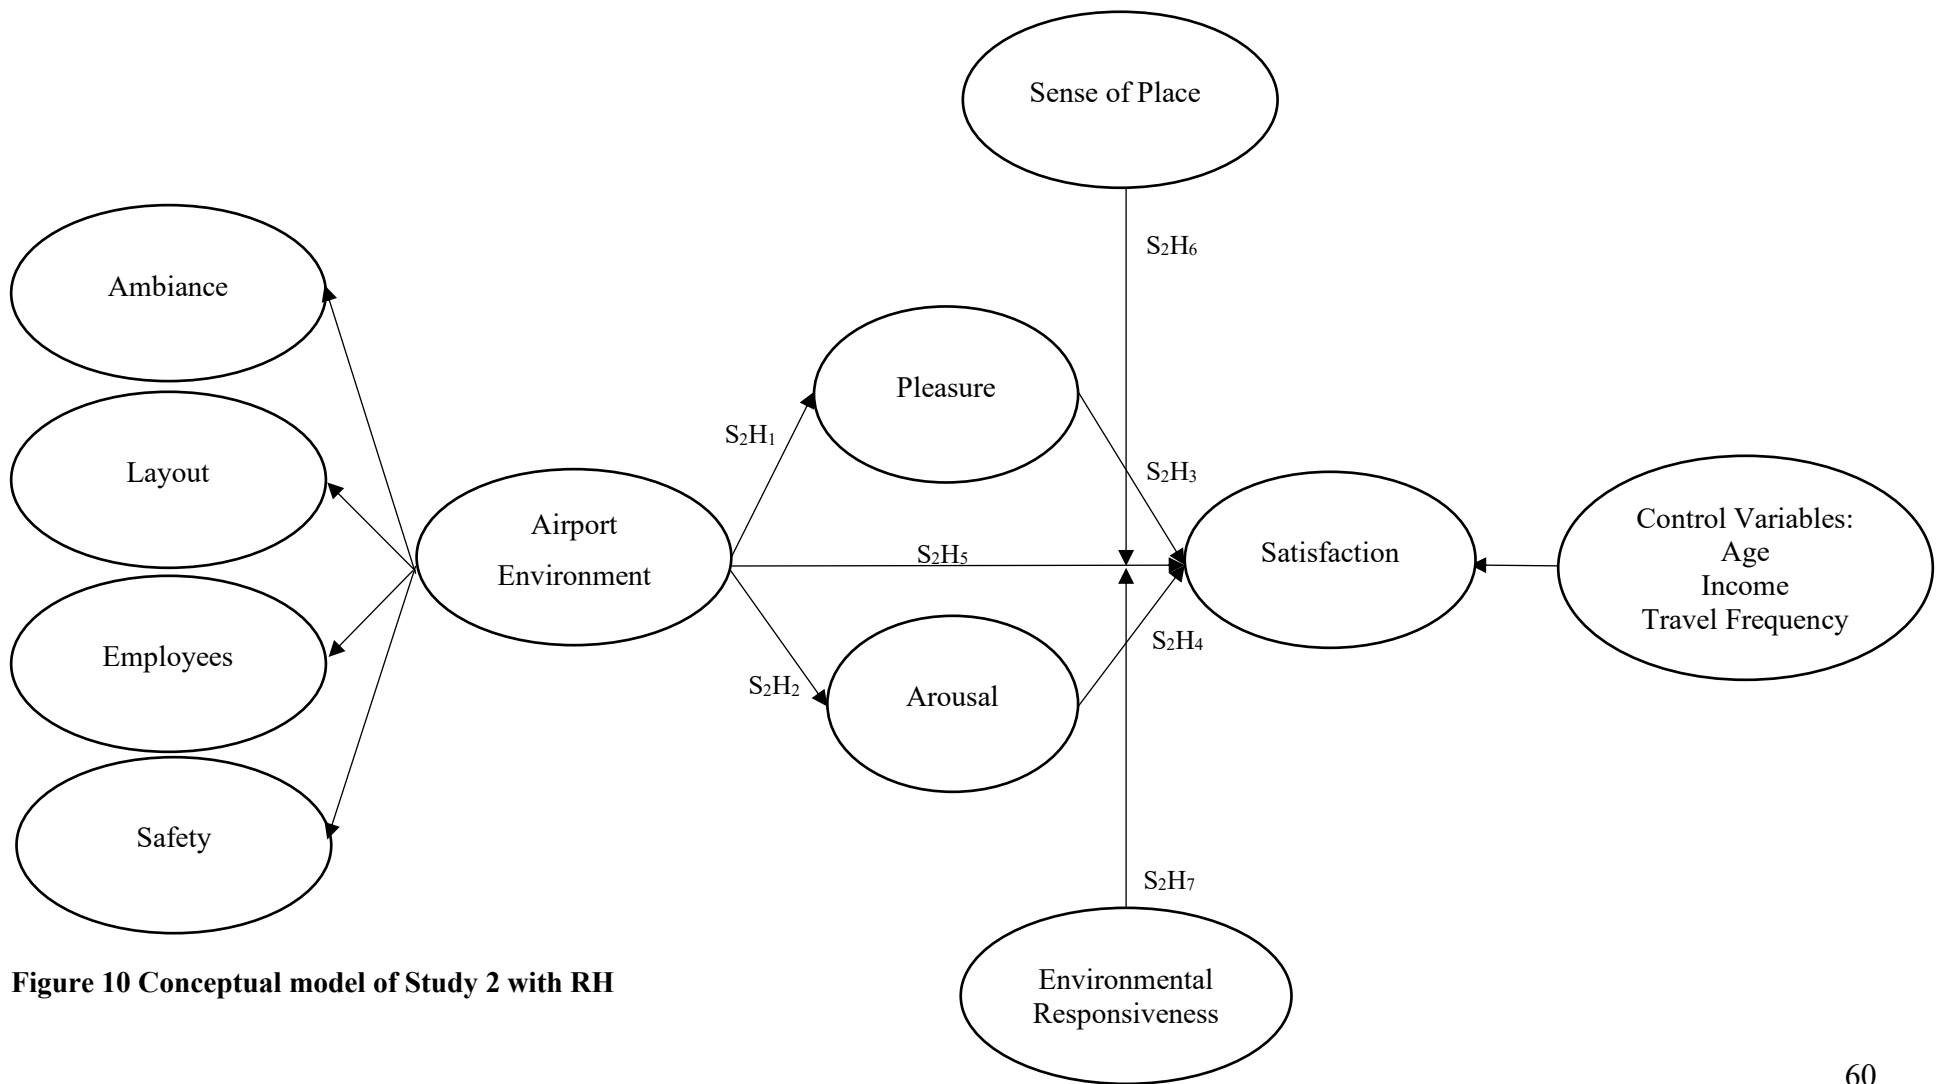 Sense of Place
S₂H₆
Ambiance
Pleasure
Layout
S₂H₁
S₂H₃
Airport
Environment
S₂H₅
Satisfaction
Control Variables:
Age
Income
Travel Frequency
Employees
S₂H₂
Arousal
S₂H₄
Safety
S₂H₇
Environmental
Responsiveness
Figure 10 Conceptual model of Study 2 with RH
60